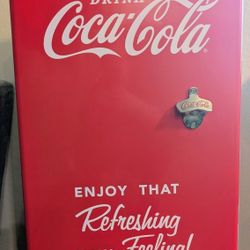 DRINK
Coca-Cola
Coca-Cola
ENJOY THAT
Refreshing
Feeling!